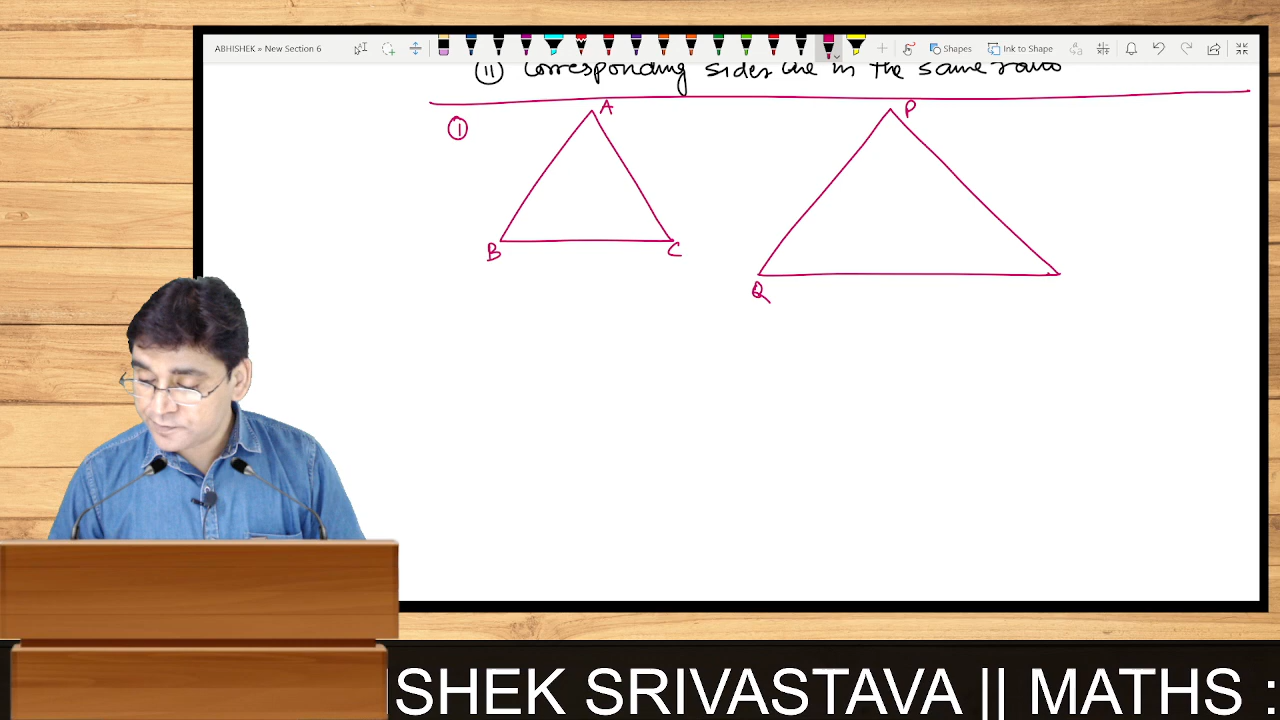 ABHISHEK » New Section 6
Shapes
Ink to Shape
(ii) Corresponding sides are in the same ratio
① A P
B C
Q
ISHEK SRIVASTAVA || MATHS :